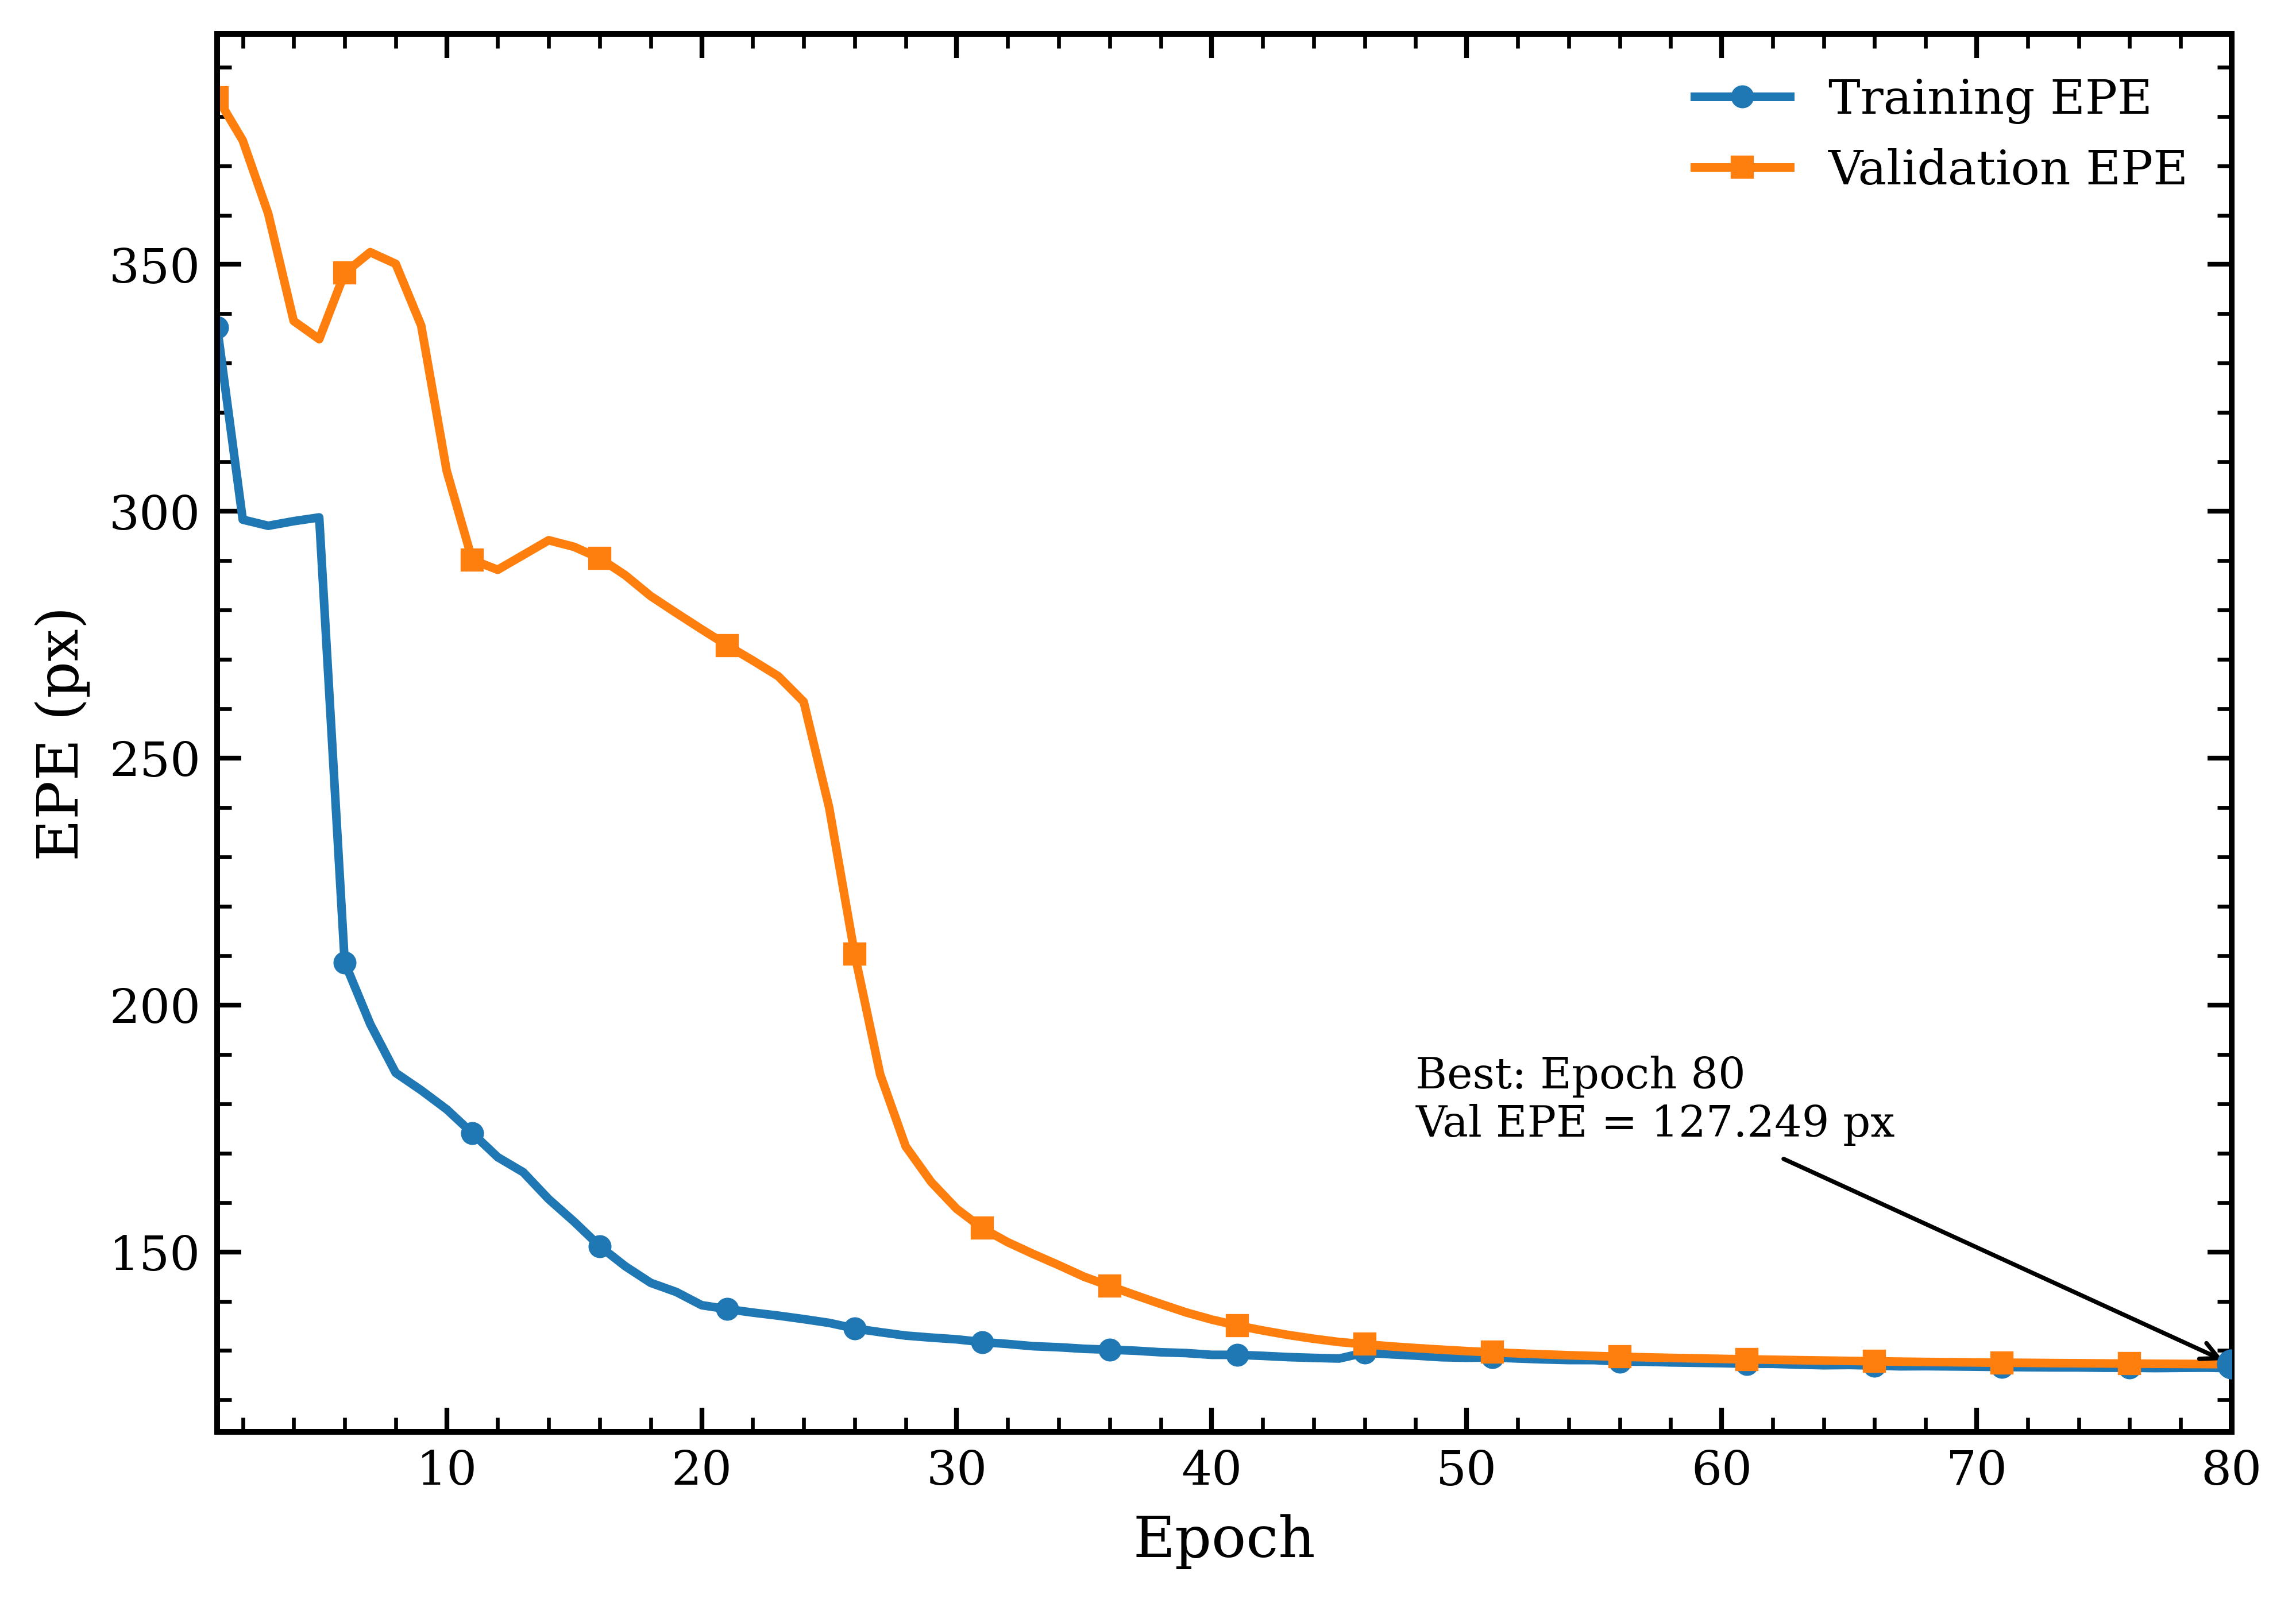 Training EPE
Validation EPE
350
300
250
200
150
EPE (px)
Best: Epoch 80
Val EPE = 127.249 px
10 20 30 40 50 60 70 80
Epoch